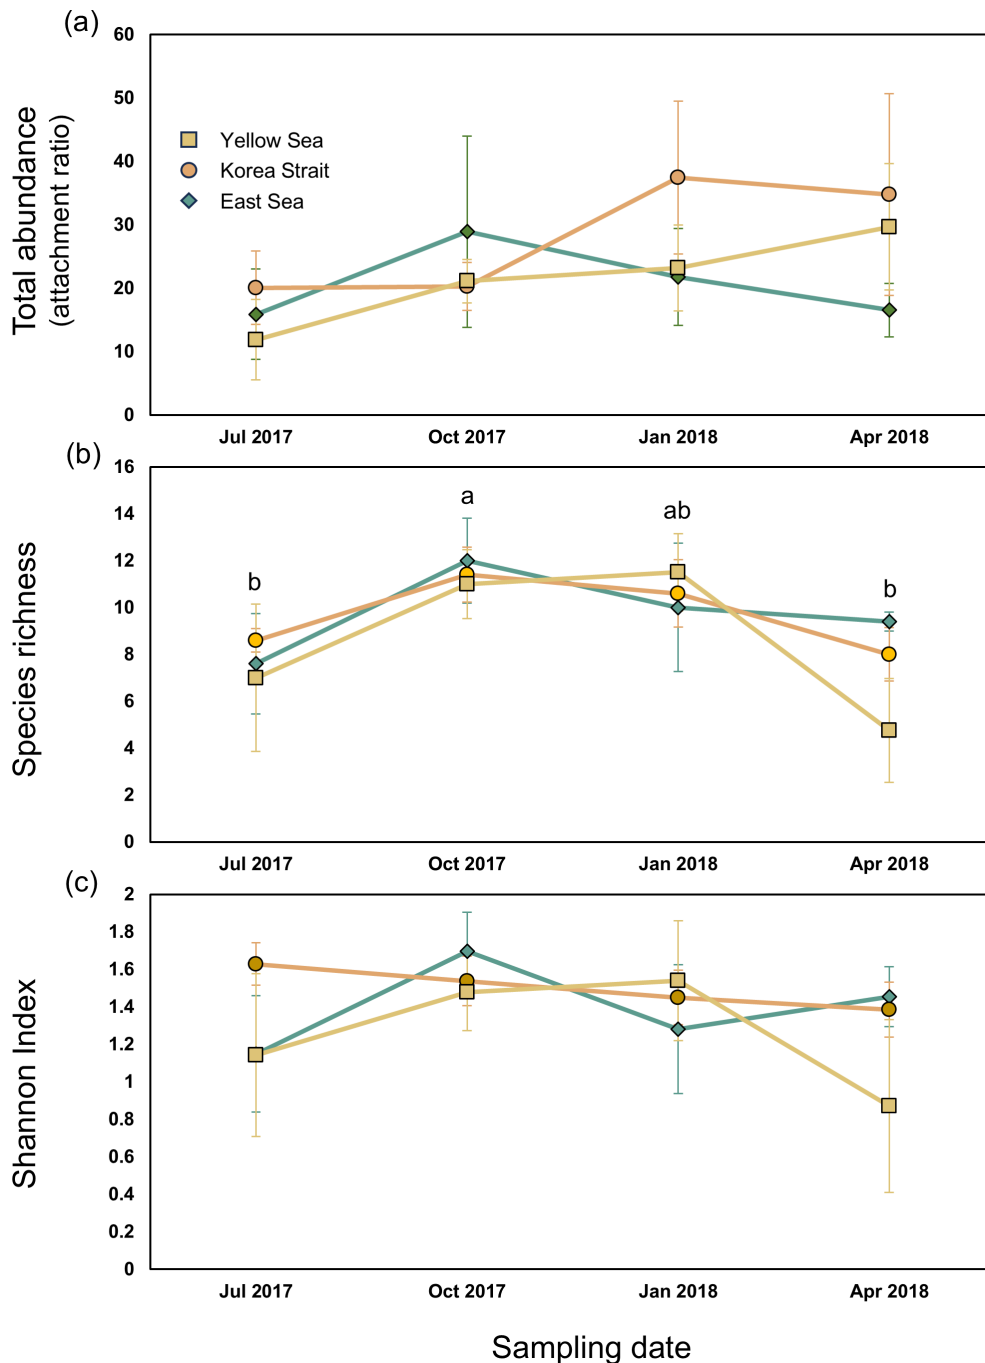 (a)
Total abundance
(attachment ratio)
60
50
40
30
20
10
0
Yellow Sea
Korea Strait
East Sea
Jul 2017 Oct 2017 Jan 2018 Apr 2018
(b)
Species richness
16
14
12
10
8
6
4
2
0
b a ab b
Jul 2017 Oct 2017 Jan 2018 Apr 2018
(c)
Shannon Index
2
1.8
1.6
1.4
1.2
1
0.8
0.6
0.4
0.2
0
Jul 2017 Oct 2017 Jan 2018 Apr 2018
Sampling date